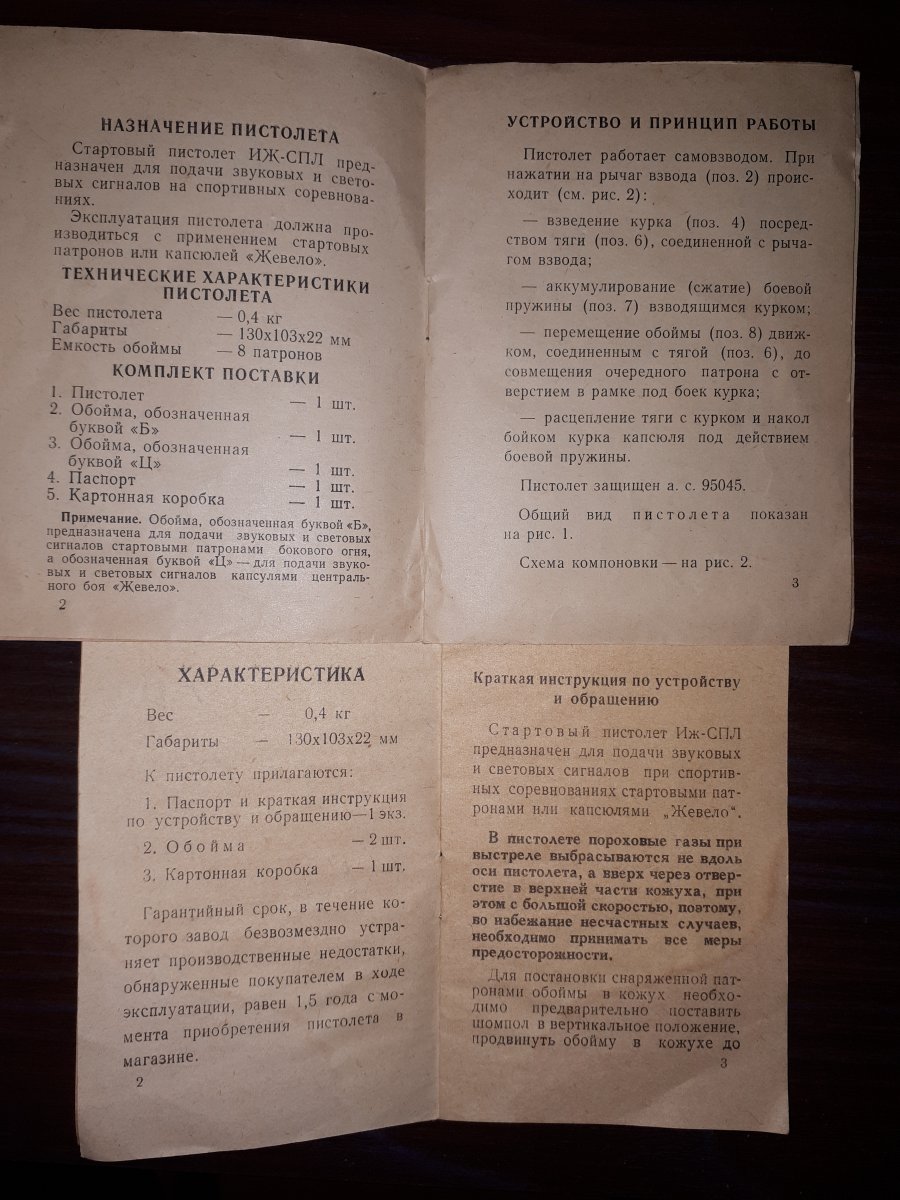 НАЗНАЧЕНИЕ ПИСТОЛЕТА
Стартовый пистолет ИЖ-СПЛ пред-
назначен для подачи звуковых и свето-
вых сигналов на спортивных соревнова-
ниях.
Эксплуатация пистолета должна про-
изводиться с применением стартовых
патронов или капсюлей «Жевело».
ТЕХНИЧЕСКИЕ ХАРАКТЕРИСТИКИ
ПИСТОЛЕТА
Вес пистолета — 0,4 кг
Габариты — 130х103х22 мм
Емкость обоймы — 8 патронов
КОМПЛЕКТ ПОСТАВКИ
1. Пистолет — 1 шт.
2. Обойма, обозначенная
буквой «Б» — 1 шт.
3. Обойма, обозначенная
буквой «Ц» — 1 шт.
4. Паспорт — 1 шт.
5. Картонная коробка — 1 шт.
Примечание. Обойма, обозначенная буквой «Б»,
предназначена для подачи звуковых и световых
сигналов стартовыми патронами бокового огня,
а обозначенная буквой «Ц» — для подачи звуко-
вых и световых сигналов капсулями централь-
ного боя «Жевело».
2
УСТРОЙСТВО И ПРИНЦИП РАБОТЫ
Пистолет работает самовзводом. При
нажатии на рычаг взвода (поз. 2) проис-
ходит (см. рис. 2):
— взведение курка (поз. 4) посред-
ством тяги (поз. 6), соединенной с рыча-
гом взвода;
— аккумулирование (сжатие) боевой
пружины (поз. 7) взводящимся курком;
— перемещение обоймы (поз. 8) движ-
ком, соединенным с тягой (поз. 6), до
совмещения очередного патрона с от-
верстием в рамке под боек курка;
— расцепление тяги с курком и накол
бойком курка капсюля под действием
боевой пружины.
Пистолет защищен а. с. 95045.
Общий вид пистолета показан
на рис. 1.
Схема компоновки — на рис. 2.
3
ХАРАКТЕРИСТИКА
Вес — 0,4 кг
Габариты — 130х103х22 мм
К пистолету прилагаются:
1. Паспорт и краткая инструкция
по устройству и обращению—1 экз.
2. Обойма — 2 шт.
3. Картонная коробка — 1 шт.
Гарантийный срок, в течение ко-
торого завод безвозмездно устра-
няет производственные недостатки,
обнаруженные покупателем в ходе
эксплуатации, равен 1,5 года с мо-
мента приобретения пистолета в
магазине.
2
Краткая инструкция по устройству
и обращению
Стартовый пистолет Иж-СПЛ
предназначен для подачи звуковых
и световых сигналов при спортив-
ных соревнованиях стартовыми пат-
ронами или капсюлями „Жевело“.
В пистолете пороховые газы при
выстреле выбрасываются не вдоль
оси пистолета, а вверх через отвер-
стие в верхней части кожуха, при
этом с большой скоростью, поэтому,
во избежание несчастных случаев,
необходимо принимать все меры
предосторожности.
Для постановки снаряженной пат-
ронами обоймы в кожух необхо-
димо предварительно поставить
шомпол в вертикальное положение,
продвинуть обойму в кожухе до
3